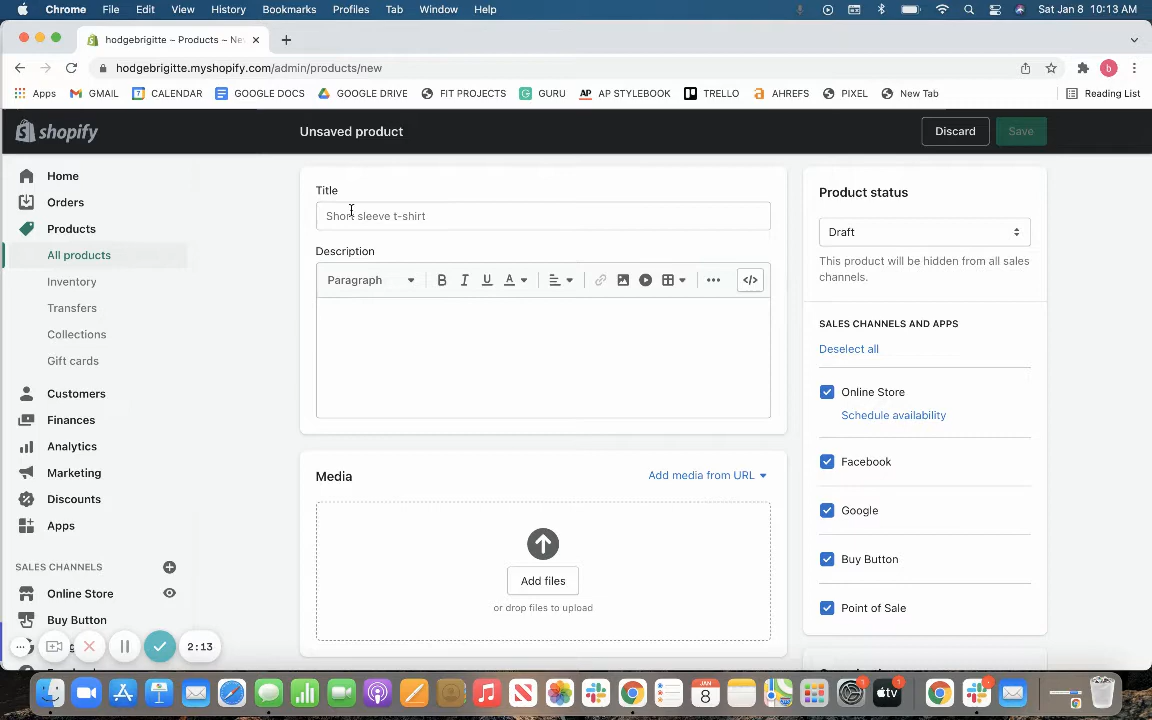 Chrome File Edit View History Bookmarks Profiles Tab Window Help Sat Jan 8 10:13 AM
hodgebrigitte ~ Products ~ Ne
hodgebrigitte.myshopify.com/admin/products/new b
Apps GMAIL 7 CALENDAR GOOGLE DOCS GOOGLE DRIVE FIT PROJECTS GURU AP AP STYLEBOOK TRELLO a AHREFS PIXEL New Tab Reading List
shopify Unsaved product Discard Save
Home
Orders
Products
All products
Inventory
Transfers
Collections
Gift cards
Customers
Finances
Analytics
Marketing
Discounts
Apps
SALES CHANNELS
Online Store
Buy Button
Title
Short sleeve t-shirt
Description
Paragraph B I U A ... </>
Media Add media from URL
Add files
or drop files to upload
Product status
Draft
This product will be hidden from all sales
channels.
SALES CHANNELS AND APPS
Deselect all
Online Store
Schedule availability
Facebook
Google
Buy Button
Point of Sale
2:13
JAN
8
1
tv
1